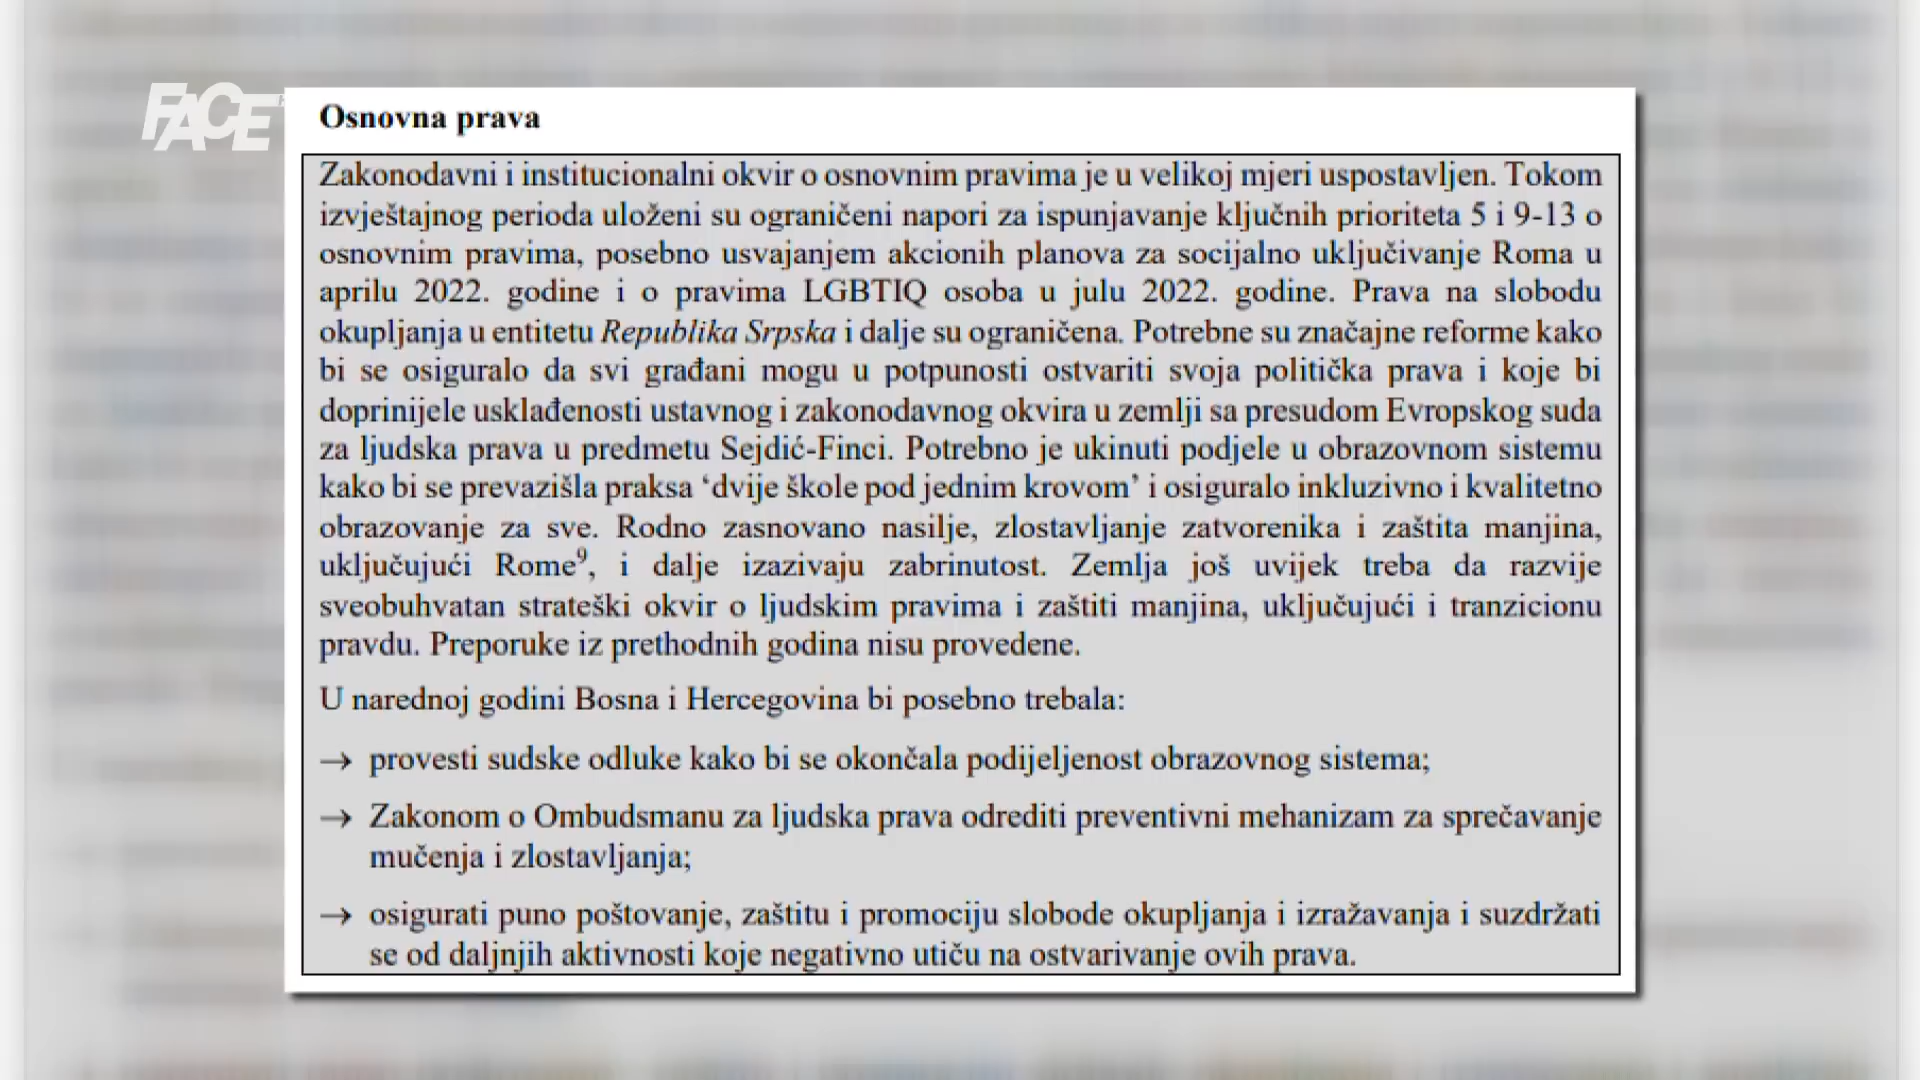 FACE
Osnovna prava
Zakonodavni i institucionalni okvir o osnovnim pravima je u velikoj mjeri uspostavljen. Tokom
izvještajnog perioda uloženi su ograničeni napori za ispunjavanje ključnih prioriteta 5 i 9-13 o
osnovnim pravima, posebno usvajanjem akcionih planova za socijalno uključivanje Roma u
aprilu 2022. godine i o pravima LGBTIQ osoba u julu 2022. godine. Prava na slobodu
okupljanja u entitetu Republika Srpska i dalje su ograničena. Potrebne su značajne reforme kako
bi se osiguralo da svi građani mogu u potpunosti ostvariti svoja politička prava i koje bi
doprinijele usklađenosti ustavnog i zakonodavnog okvira u zemlji sa presudom Evropskog suda
za ljudska prava u predmetu Sejdić-Finci. Potrebno je ukinuti podjele u obrazovnom sistemu
kako bi se prevazišla praksa ‘dvije škole pod jednim krovom’ i osiguralo inkluzivno i kvalitetno
obrazovanje za sve. Rodno zasnovano nasilje, zlostavljanje zatvorenika i zaštita manjina,
uključujući Rome⁹, i dalje izazivaju zabrinutost. Zemlja još uvijek treba da razvije
sveobuhvatan strateški okvir o ljudskim pravima i zaštiti manjina, uključujući i tranzicionu
pravdu. Preporuke iz prethodnih godina nisu provedene.
U narednoj godini Bosna i Hercegovina bi posebno trebala:
→ provesti sudske odluke kako bi se okončala podijeljenost obrazovnog sistema;
→ Zakonom o Ombudsmanu za ljudska prava odrediti preventivni mehanizam za sprečavanje
mučenja i zlostavljanja;
→ osigurati puno poštovanje, zaštitu i promociju slobode okupljanja i izražavanja i suzdržati
se od daljnjih aktivnosti koje negativno utiču na ostvarivanje ovih prava.